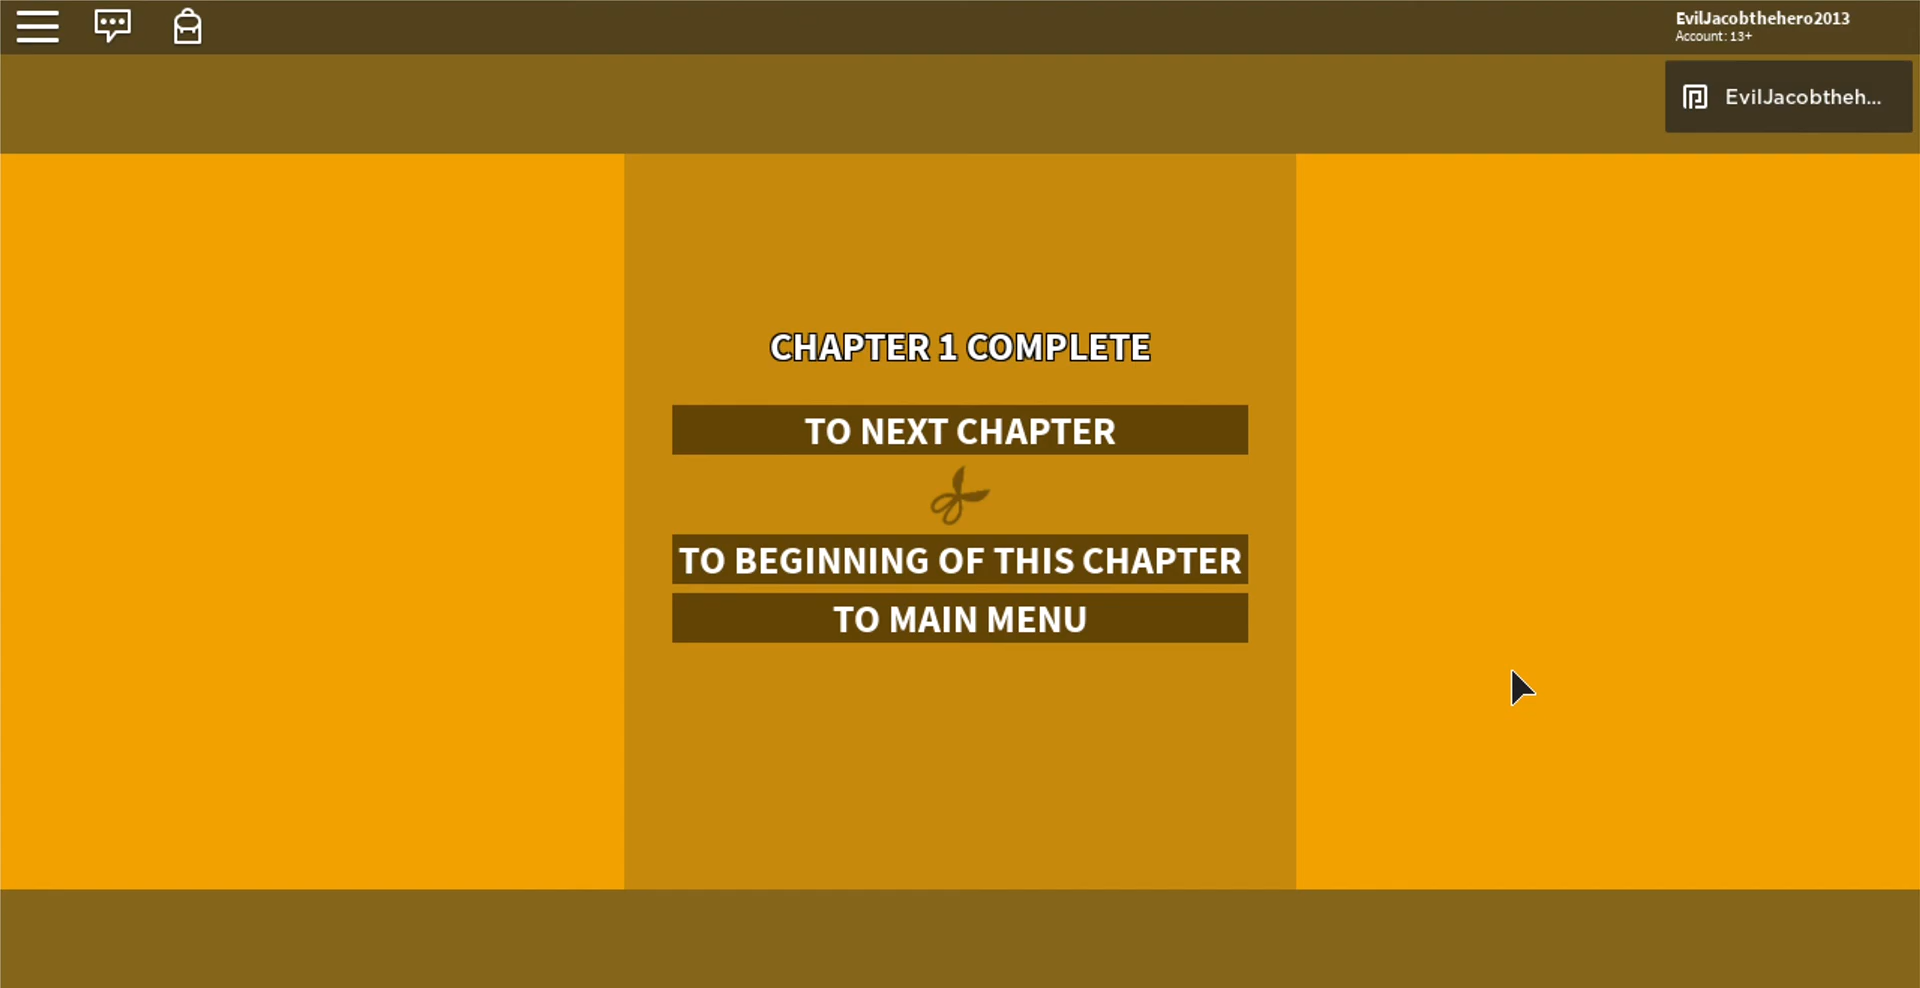 EvilJacobthehero2013
Account: 13+
EvilJacobtheh...
CHAPTER 1 COMPLETE
TO NEXT CHAPTER
TO BEGINNING OF THIS CHAPTER
TO MAIN MENU